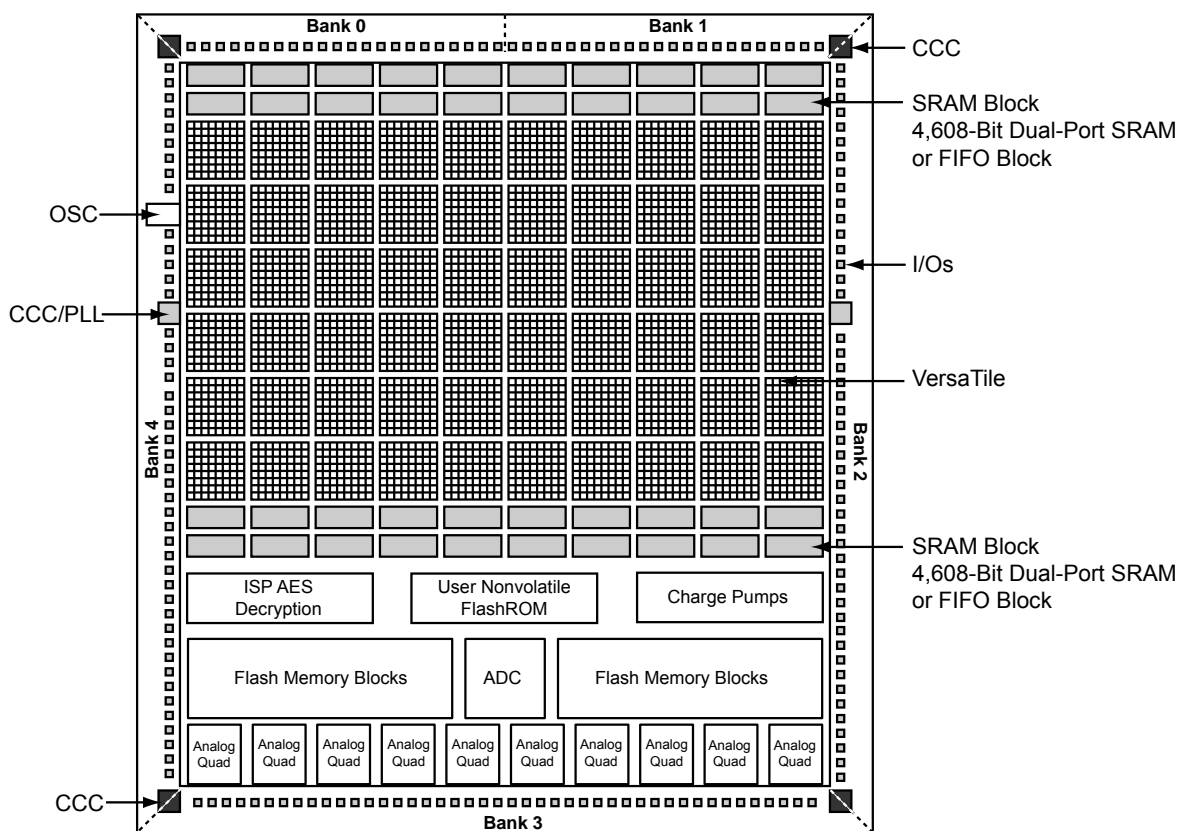 Bank 0
Bank 1
CCC
SRAM Block
4,608-Bit Dual-Port SRAM
or FIFO Block
OSC
I/Os
CCC/PLL
VersaTile
Bank 4
Bank 2
SRAM Block
4,608-Bit Dual-Port SRAM
or FIFO Block
ISP AES
Decryption
User Nonvolatile
FlashROM
Charge Pumps
Flash Memory Blocks
ADC
Flash Memory Blocks
Analog
Quad
Analog
Quad
Analog
Quad
Analog
Quad
Analog
Quad
Analog
Quad
Analog
Quad
Analog
Quad
Analog
Quad
Analog
Quad
CCC
Bank 3